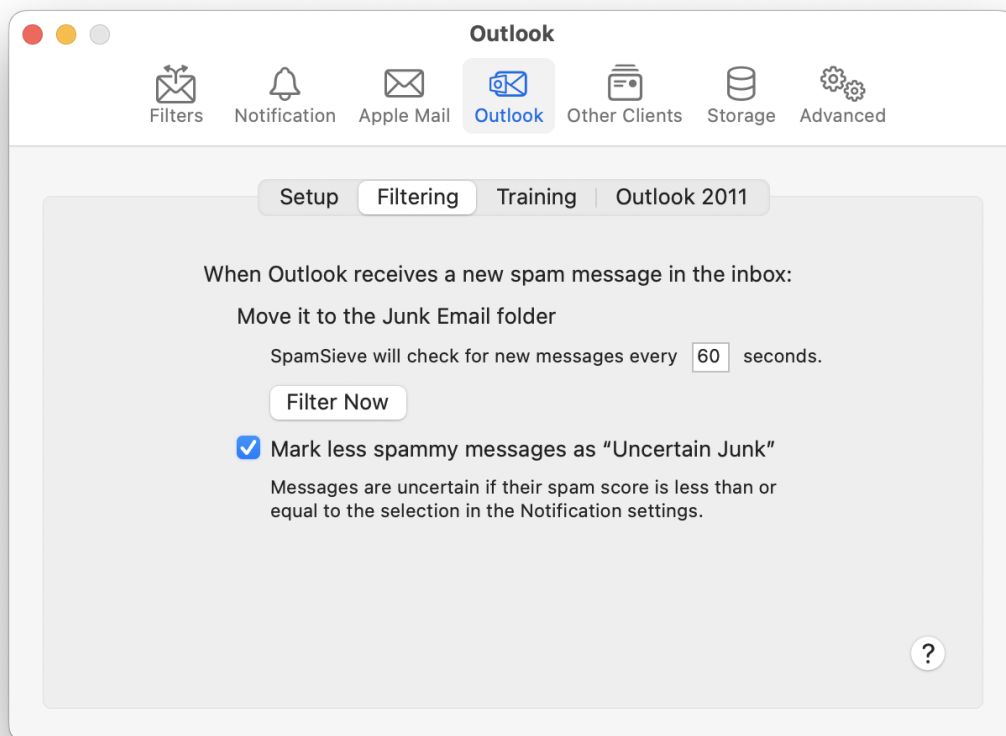 Outlook
Filters Notification Apple Mail Outlook Other Clients Storage Advanced
Setup Filtering Training Outlook 2011
When Outlook receives a new spam message in the inbox:
Move it to the Junk Email folder
SpamSieve will check for new messages every 60 seconds.
Filter Now
Mark less spammy messages as “Uncertain Junk”
Messages are uncertain if their spam score is less than or
equal to the selection in the Notification settings.
?